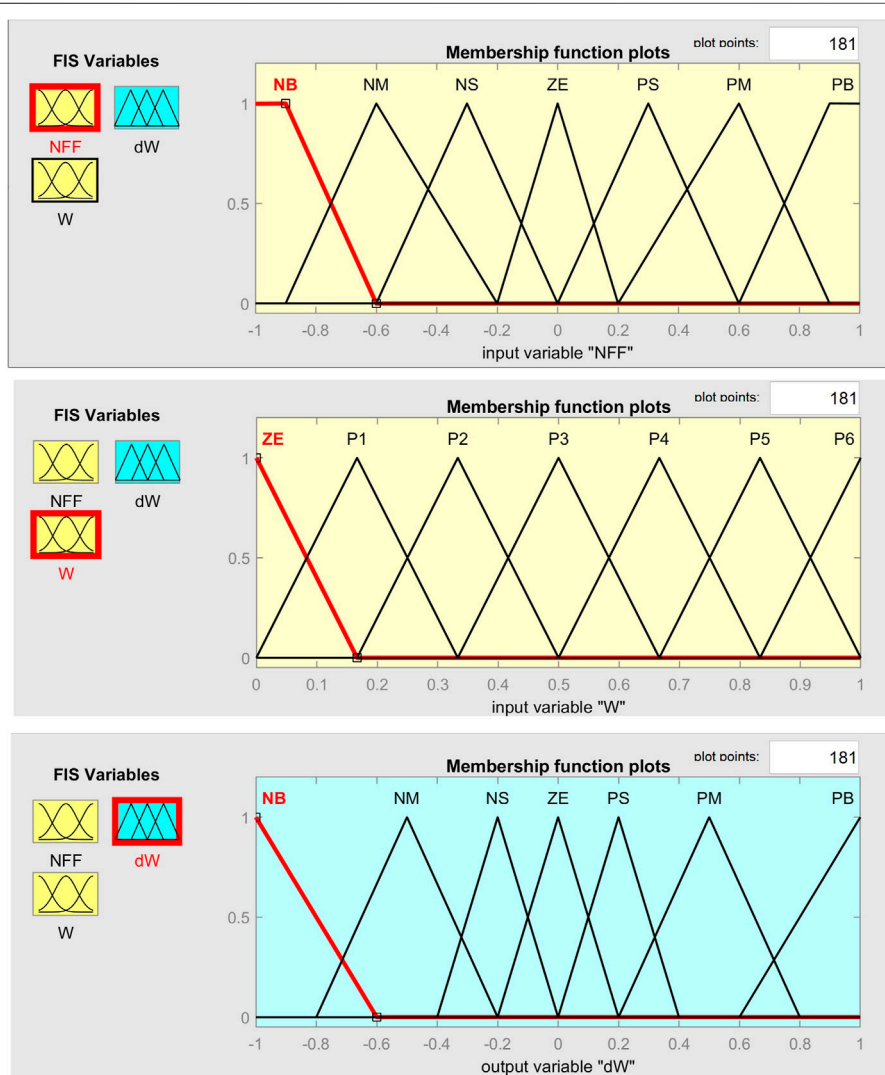 FIS Variables
NFF
dW
W
Membership function plots
plot points:
181
NB
NM
NS
ZE
PS
PM
PB
1
0.5
0
-1
-0.8
-0.6
-0.4
-0.2
0
0.2
0.4
0.6
0.8
1
input variable "NFF"
FIS Variables
NFF
dW
W
Membership function plots
plot points:
181
ZE
P1
P2
P3
P4
P5
P6
1
0.5
0
0
0.1
0.2
0.3
0.4
0.5
0.6
0.7
0.8
0.9
1
input variable "W"
FIS Variables
NFF
dW
W
Membership function plots
plot points:
181
NB
NM
NS
ZE
PS
PM
PB
1
0.5
0
-1
-0.8
-0.6
-0.4
-0.2
0
0.2
0.4
0.6
0.8
1
output variable "dW"